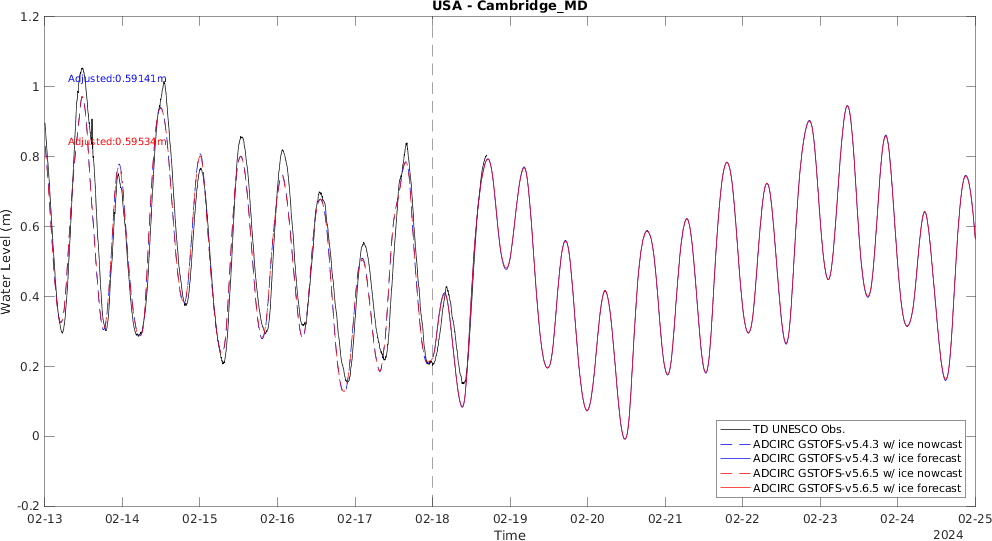 USA - Cambridge_MD
1.2
1
0.8
0.6
0.4
0.2
0
-0.2
Water Level (m)
Adjusted:0.59141m
Adjusted:0.59534m
TD UNESCO Obs.
ADCIRC GSTOFS-v5.4.3 w/ ice nowcast
ADCIRC GSTOFS-v5.4.3 w/ ice forecast
ADCIRC GSTOFS-v5.6.5 w/ ice nowcast
ADCIRC GSTOFS-v5.6.5 w/ ice forecast
02-13 02-14 02-15 02-16 02-17 02-18 02-19 02-20 02-21 02-22 02-23 02-24 02-25
Time
2024